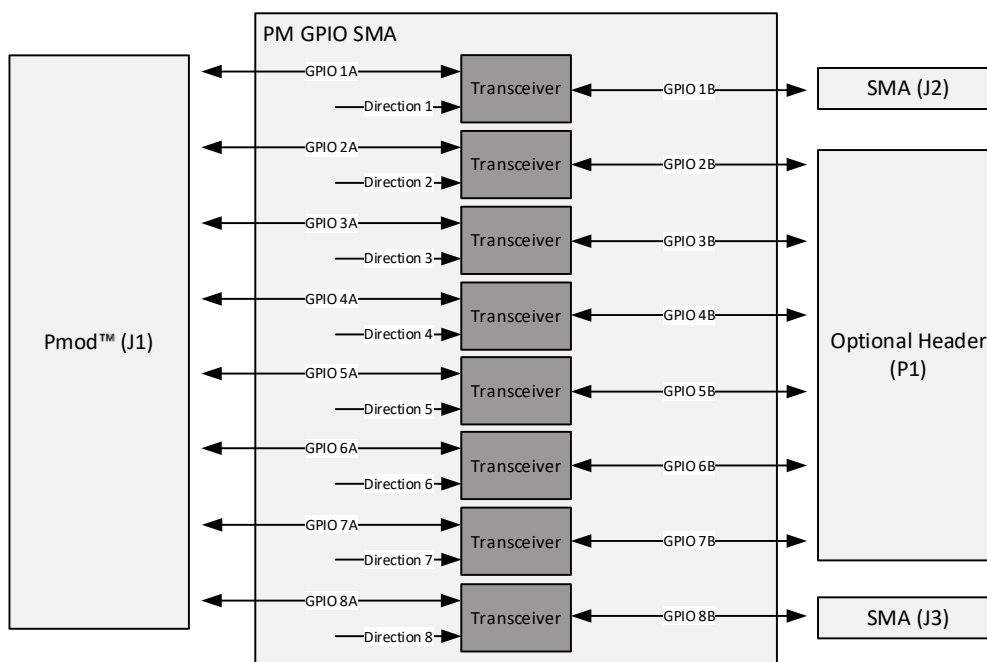 PM GPIO SMA
GPIO 1A
Transceiver
GPIO 1B
SMA (J2)
Direction 1
GPIO 2A
Transceiver
GPIO 2B
Direction 2
GPIO 3A
Transceiver
GPIO 3B
Direction 3
GPIO 4A
Transceiver
GPIO 4B
Direction 4
Pmod™ (J1)
Optional Header
(P1)
GPIO 5A
Transceiver
GPIO 5B
Direction 5
GPIO 6A
Transceiver
GPIO 6B
Direction 6
GPIO 7A
Transceiver
GPIO 7B
Direction 7
GPIO 8A
Transceiver
GPIO 8B
SMA (J3)
Direction 8